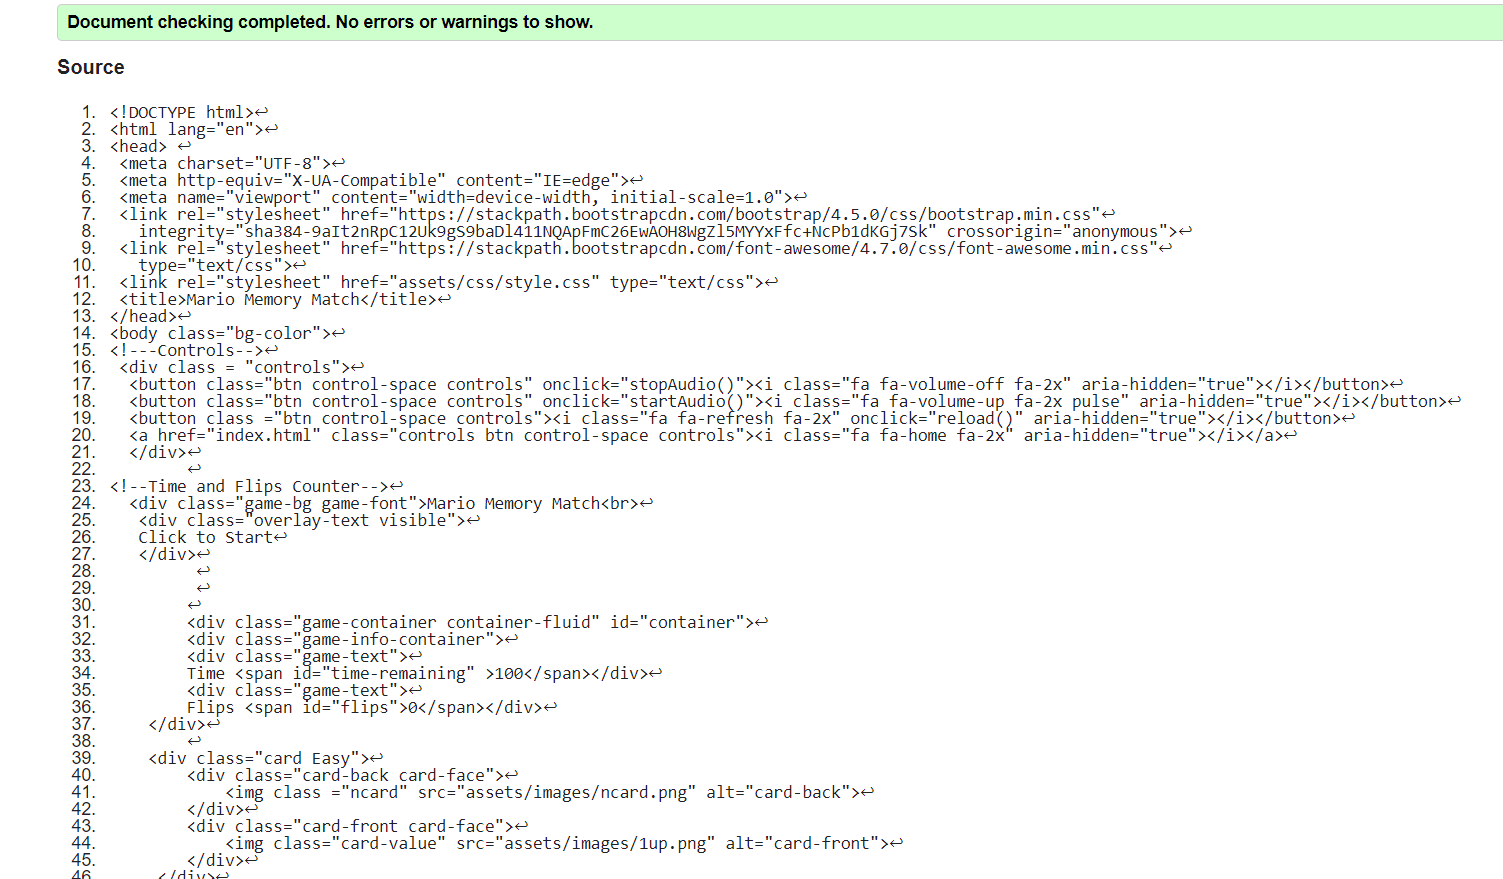 Document checking completed. No errors or warnings to show.
Source
1. <!DOCTYPE html>↩
2. <html lang="en">↩
3. <head> ↩
4. <meta charset="UTF-8">↩
5. <meta http-equiv="X-UA-Compatible" content="IE=edge">↩
6. <meta name="viewport" content="width=device-width, initial-scale=1.0">↩
7. <link rel="stylesheet" href="https://stackpath.bootstrapcdn.com/bootstrap/4.5.0/css/bootstrap.min.css"↩
8. integrity="sha384-9aIt2nRpC12Uk9gS9baDl411NQApFmC26EwAOH8WgZl5MYYxFfc+NcPb1dKGj7Sk" crossorigin="anonymous">↩
9. <link rel="stylesheet" href="https://stackpath.bootstrapcdn.com/font-awesome/4.7.0/css/font-awesome.min.css"↩
10. type="text/css">↩
11. <link rel="stylesheet" href="assets/css/style.css" type="text/css">↩
12. <title>Mario Memory Match</title>↩
13. </head>↩
14. <body class="bg-color">↩
15. <!---Controls-->↩
16. <div class = "controls">↩
17. <button class="btn control-space controls" onclick="stopAudio()"><i class="fa fa-volume-off fa-2x" aria-hidden="true"></i></button>↩
18. <button class="btn control-space controls" onclick="startAudio()"><i class="fa fa-volume-up fa-2x pulse" aria-hidden="true"></i></button>↩
19. <button class ="btn control-space controls"><i class="fa fa-refresh fa-2x" onclick="reload()" aria-hidden="true"></i></button>↩
20. <a href="index.html" class="controls btn control-space controls"><i class="fa fa-home fa-2x" aria-hidden="true"></i></a>↩
21. </div>↩
22. ↩
23. <!--Time and Flips Counter-->↩
24. <div class="game-bg game-font">Mario Memory Match<br>↩
25. <div class="overlay-text visible">↩
26. Click to Start↩
27. </div>↩
28. ↩
29. ↩
30. ↩
31. <div class="game-container container-fluid" id="container">↩
32. <div class="game-info-container">↩
33. <div class="game-text">↩
34. Time <span id="time-remaining" >100</span></div>↩
35. <div class="game-text">↩
36. Flips <span id="flips">0</span></div>↩
37. </div>↩
38. ↩
39. <div class="card Easy">↩
40. <div class="card-back card-face">↩
41. <img class ="ncard" src="assets/images/ncard.png" alt="card-back">↩
42. </div>↩
43. <div class="card-front card-face">↩
44. <img class="card-value" src="assets/images/1up.png" alt="card-front">↩
45. </div>↩
46. </div>↩